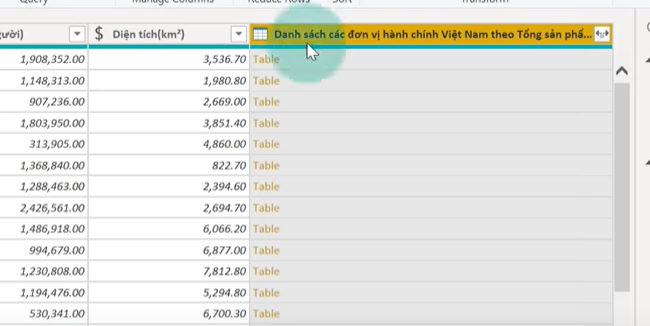 Query
Manage Columns
Reduce Rows
Sort
Transform
ười)
$ Diện tích(km²)
Danh sách các đơn vị hành chính Việt Nam theo Tổng sản phẩ...
1,908,352.00 3,536.70 Table
1,148,313.00 1,980.80 Table
907,236.00 2,669.00 Table
1,803,950.00 3,851.40 Table
313,905.00 4,860.00 Table
1,368,840.00 822.70 Table
1,288,463.00 2,394.60 Table
2,426,561.00 2,694.70 Table
1,486,918.00 6,066.20 Table
994,679.00 6,877.00 Table
1,230,808.00 7,812.80 Table
1,194,476.00 5,294.80 Table
530,341.00 6,700.30 Table